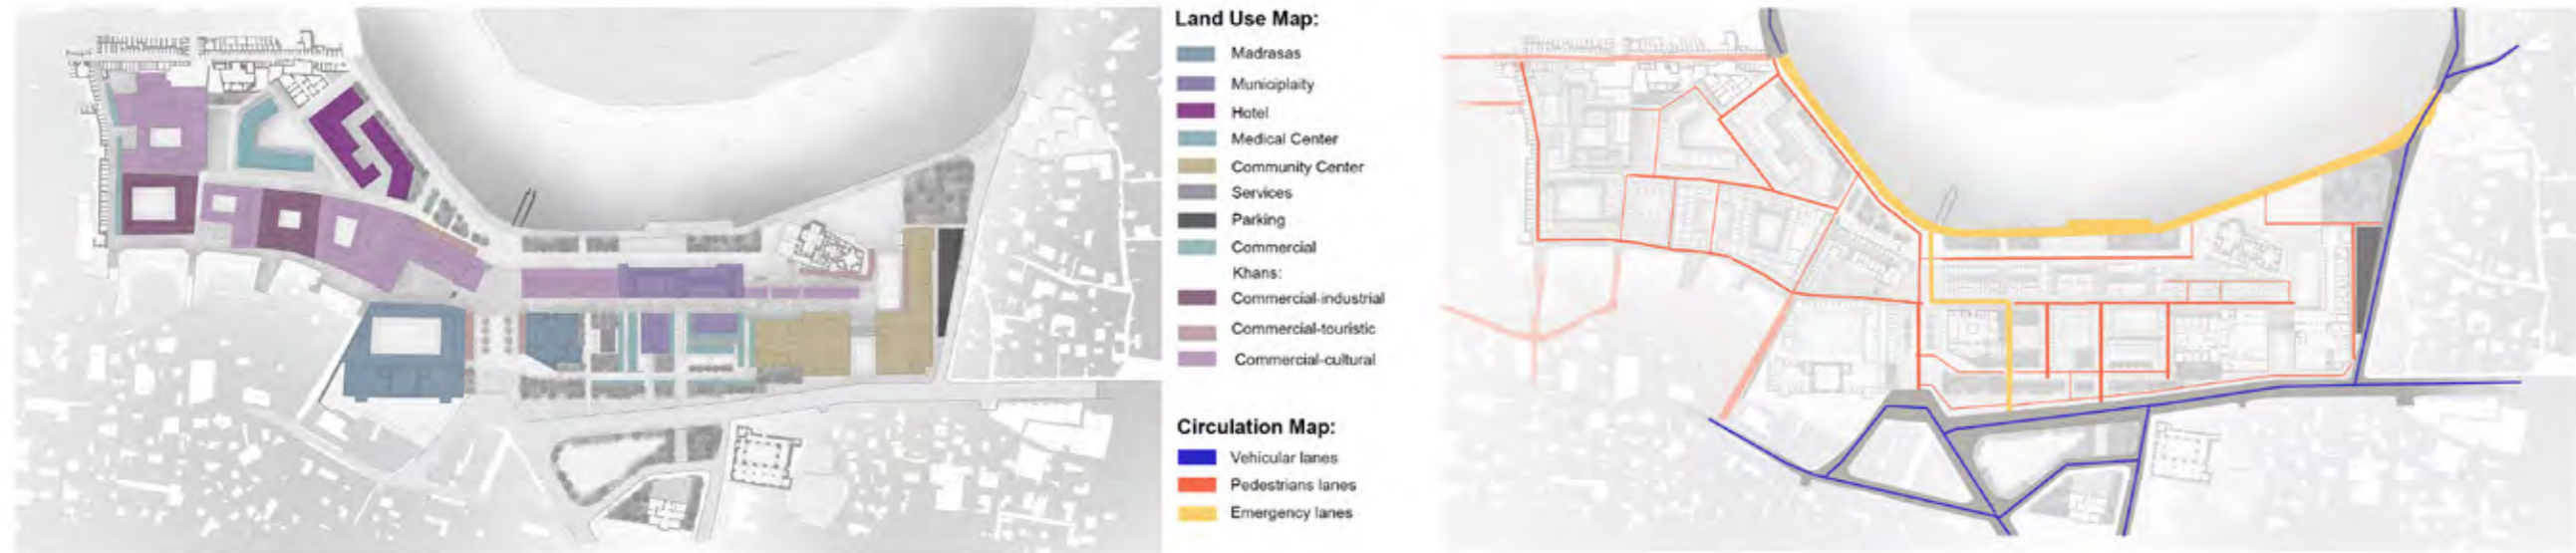 Land Use Map:
Madrasas
Municiplaity
Hotel
Medical Center
Community Center
Services
Parking
Commercial
Khans:
Commercial-industrial
Commercial-touristic
Commercial-cultural
Circulation Map:
Vehicular lanes
Pedestrians lanes
Emergency lanes